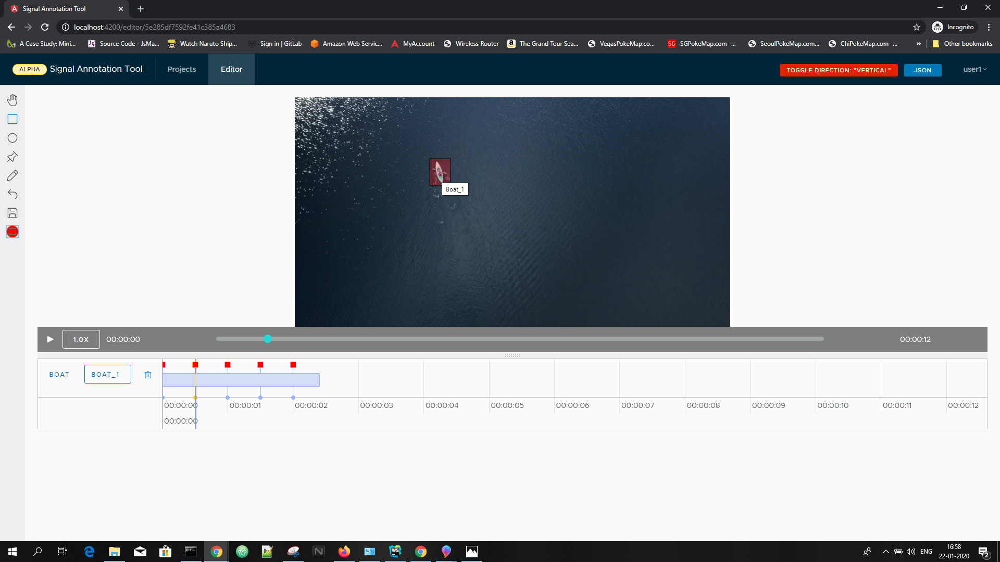 Signal Annotation Tool
localhost:4200/editor/5e285df7592fe41c385a4683
Incognito
A Case Study: Mini...
Source Code - JsMa...
Watch Naruto Ship...
Sign in | GitLab
Amazon Web Servic...
MyAccount
Wireless Router
The Grand Tour Sea...
VegasPokeMap.co...
SG
SGPokeMap.com -...
SeoulPokeMap.com...
ChiPokeMap.com -...
»
Other bookmarks
ALPHA Signal Annotation Tool
Projects
Editor
TOGGLE DIRECTION: "VERTICAL"
JSON
user1
Boat_1
1.0X
00:00:00
00:00:12
BOAT
BOAT_1
00:00:00 00:00:01 00:00:02 00:00:03 00:00:04 00:00:05 00:00:06 00:00:07 00:00:08 00:00:09 00:00:10 00:00:11 00:00:12
00:00:00
WS
ENG
16:58
22-01-2020
2